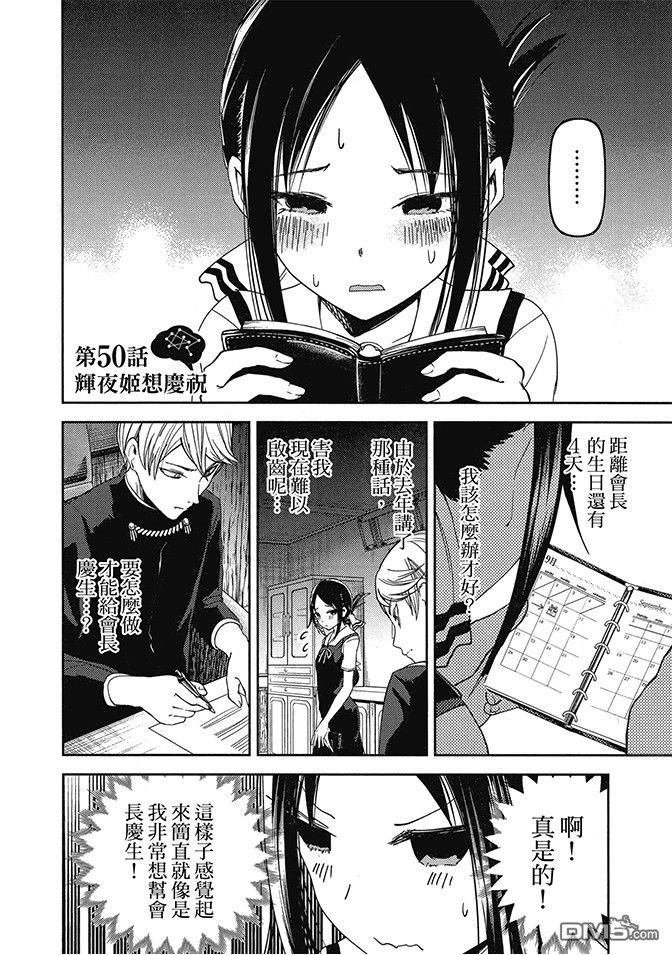 ………
第50話
輝夜姬想慶祝
距離會長
的生日還有
4天…
我該怎麼辦才好?
9月
September
由於去年講
那種話，
害我
現在難以
啟齒呢…
要怎麼做
才能給會長
慶生…?
啊！
真是的！
這樣子感覺起
來簡直就像是
我非常想幫會
長慶生！
DM5.com